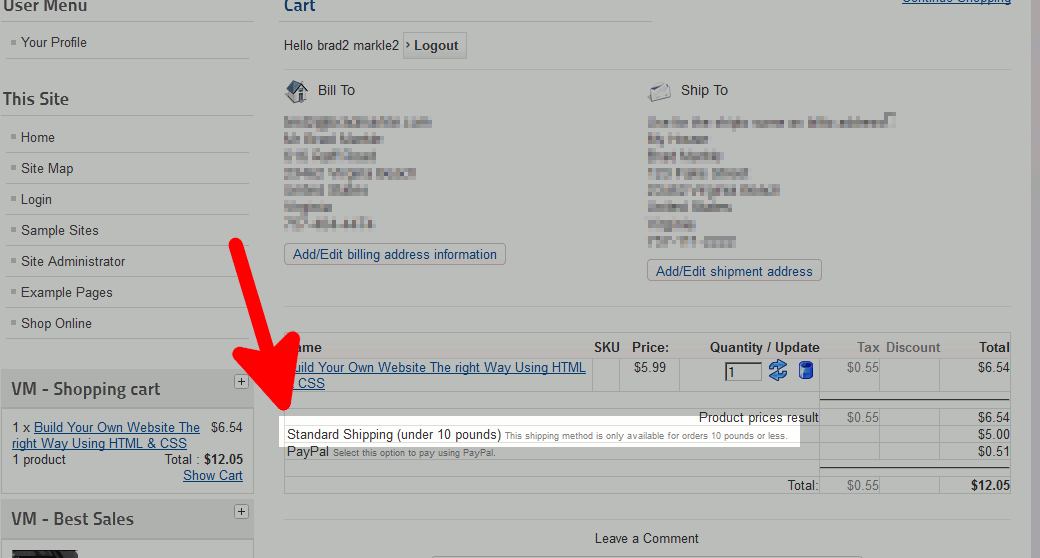 User Menu
Your Profile
This Site
Home
Site Map
Login
Sample Sites
Site Administrator
Example Pages
Shop Online
VM - Shopping cart
1 x Build Your Own Website The $6.54
right Way Using HTML & CSS
1 product Total : $12.05
Show Cart
VM - Best Sales
Cart
Continue Shopping
Hello brad2 markle2 Logout
Bill To
Add/Edit billing address information
Ship To
Add/Edit shipment address
SKU Price: Quantity / Update Tax Discount Total
Build Your Own Website The right Way Using HTML $5.99 1 $0.55 $6.54
CSS
Product prices result $0.55 $6.54
Standard Shipping (under 10 pounds) This shipping method is only available for orders 10 pounds or less. $5.00
PayPal Select this option to pay using PayPal. $0.51
Total: $0.55 $12.05
Leave a Comment